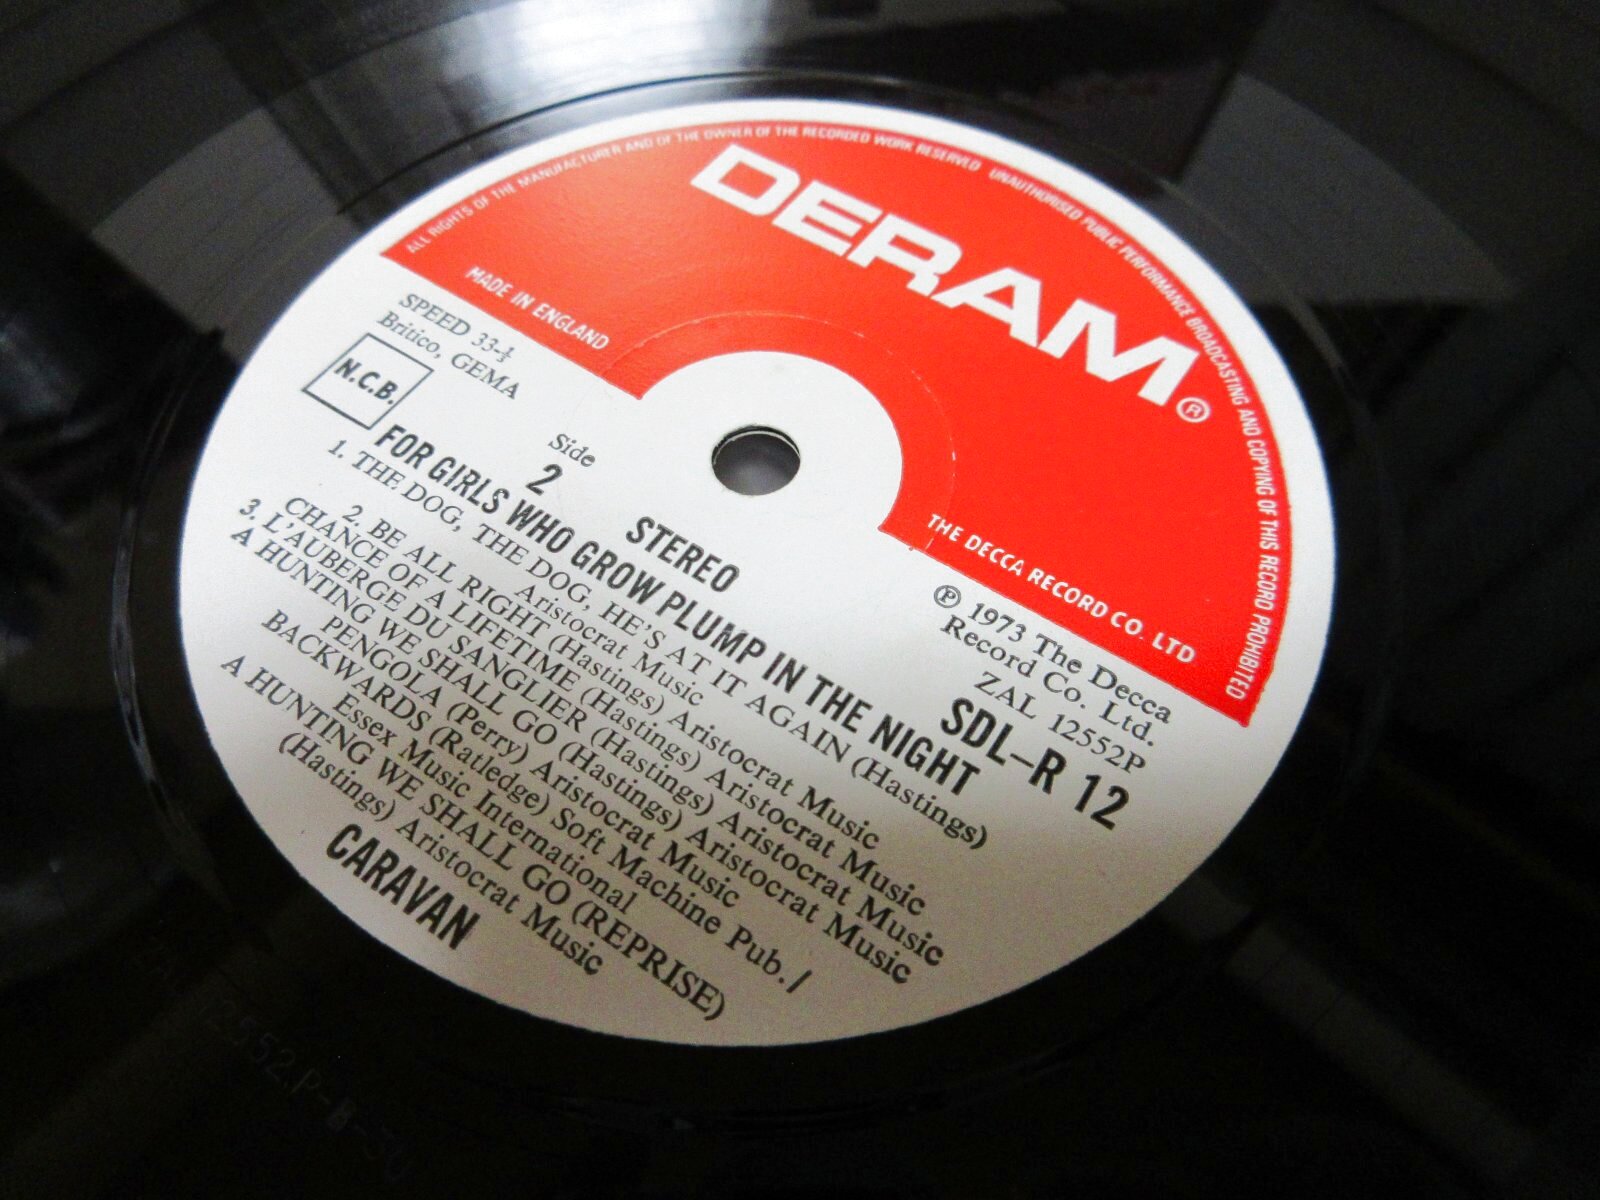 ALL RIGHTS OF THE MANUFACTURER AND OF THE OWNER OF THE RECORDED WORK RESERVED UNAUTHORISED PUBLIC PERFORMANCE BROADCASTING AND COPYING OF THIS RECORD PROHIBITED
DERAM®
MADE IN ENGLAND
THE DECCA RECORD CO. LTD
SPEED 33⅓
Britico, GEMA
N.C.B.
Side
2
STEREO
℗ 1973 The Decca
Record Co. Ltd.
ZAL 12552P
SDL–R 12
FOR GIRLS WHO GROW PLUMP IN THE NIGHT
1. THE DOG, THE DOG, HE'S AT IT AGAIN (Hastings)
Aristocrat Music
2. BE ALL RIGHT (Hastings) Aristocrat Music
CHANCE OF A LIFETIME (Hastings) Aristocrat Music
3. L'AUBERGE DU SANGLIER (Hastings) Aristocrat Music
A HUNTING WE SHALL GO (Hastings) Aristocrat Music
PENGOLA (Perry) Aristocrat Music
BACKWARDS (Ratledge) Soft Machine Pub./
Essex Music International
A HUNTING WE SHALL GO (REPRISE)
(Hastings) Aristocrat Music
CARAVAN